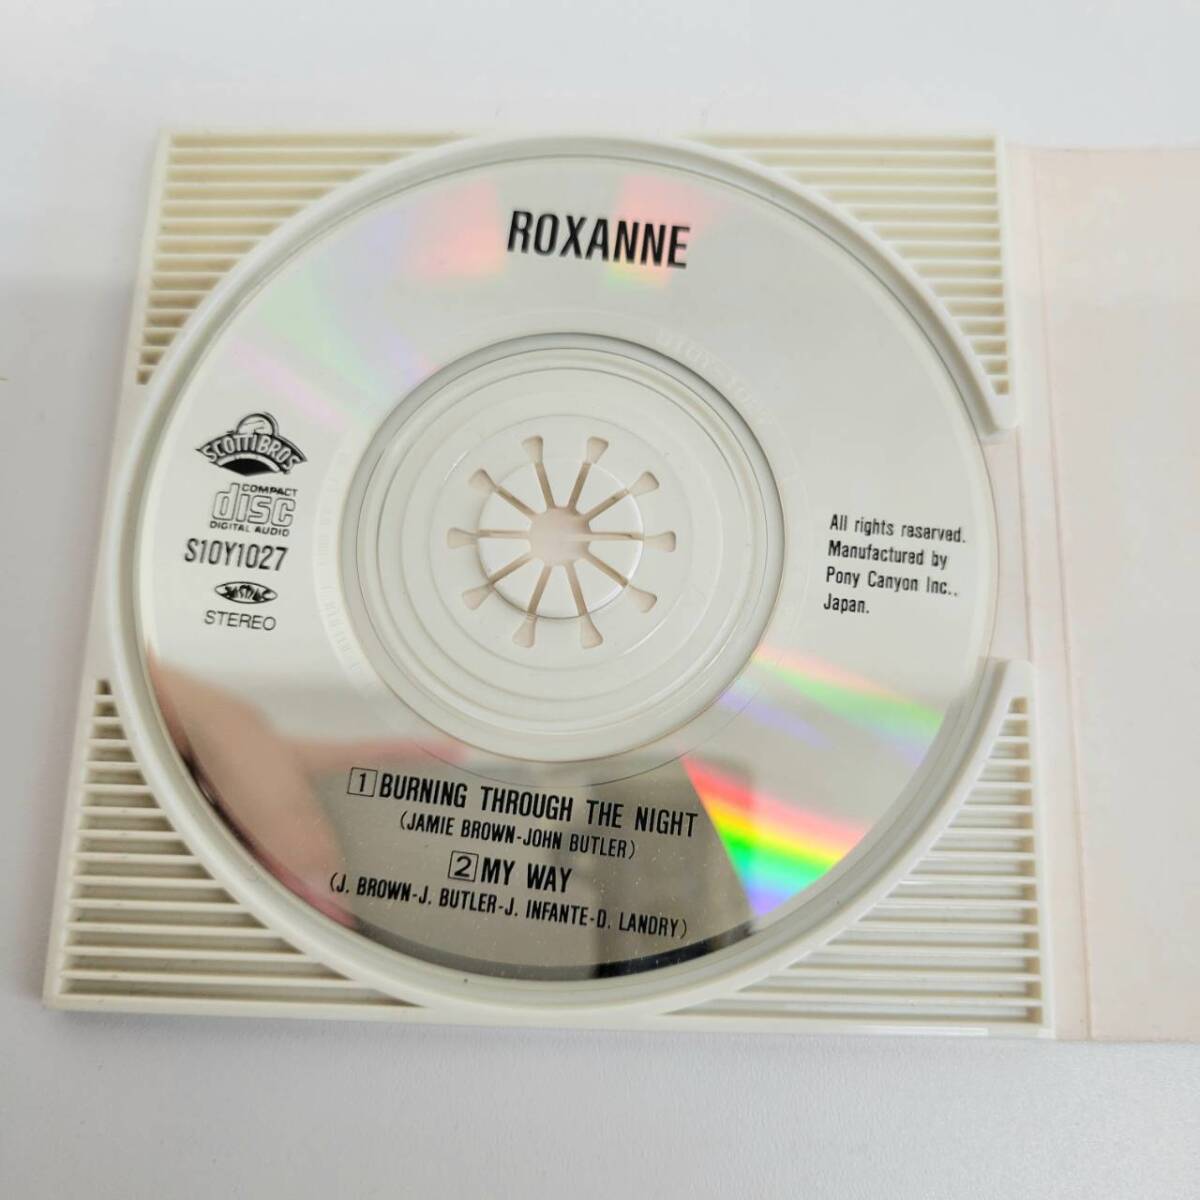 ROXANNE
SCOTTI BROS
COMPACT
disc
DIGITAL AUDIO
S10Y1027
STEREO
All rights reserved.
Manufactured by
Pony Canyon Inc..
Japan.
1 BURNING THROUGH THE NIGHT
(JAMIE BROWN-JOHN BUTLER)
2 MY WAY
(J. BROWN-J. BUTLER-J. INFANTE-D. LANDRY)